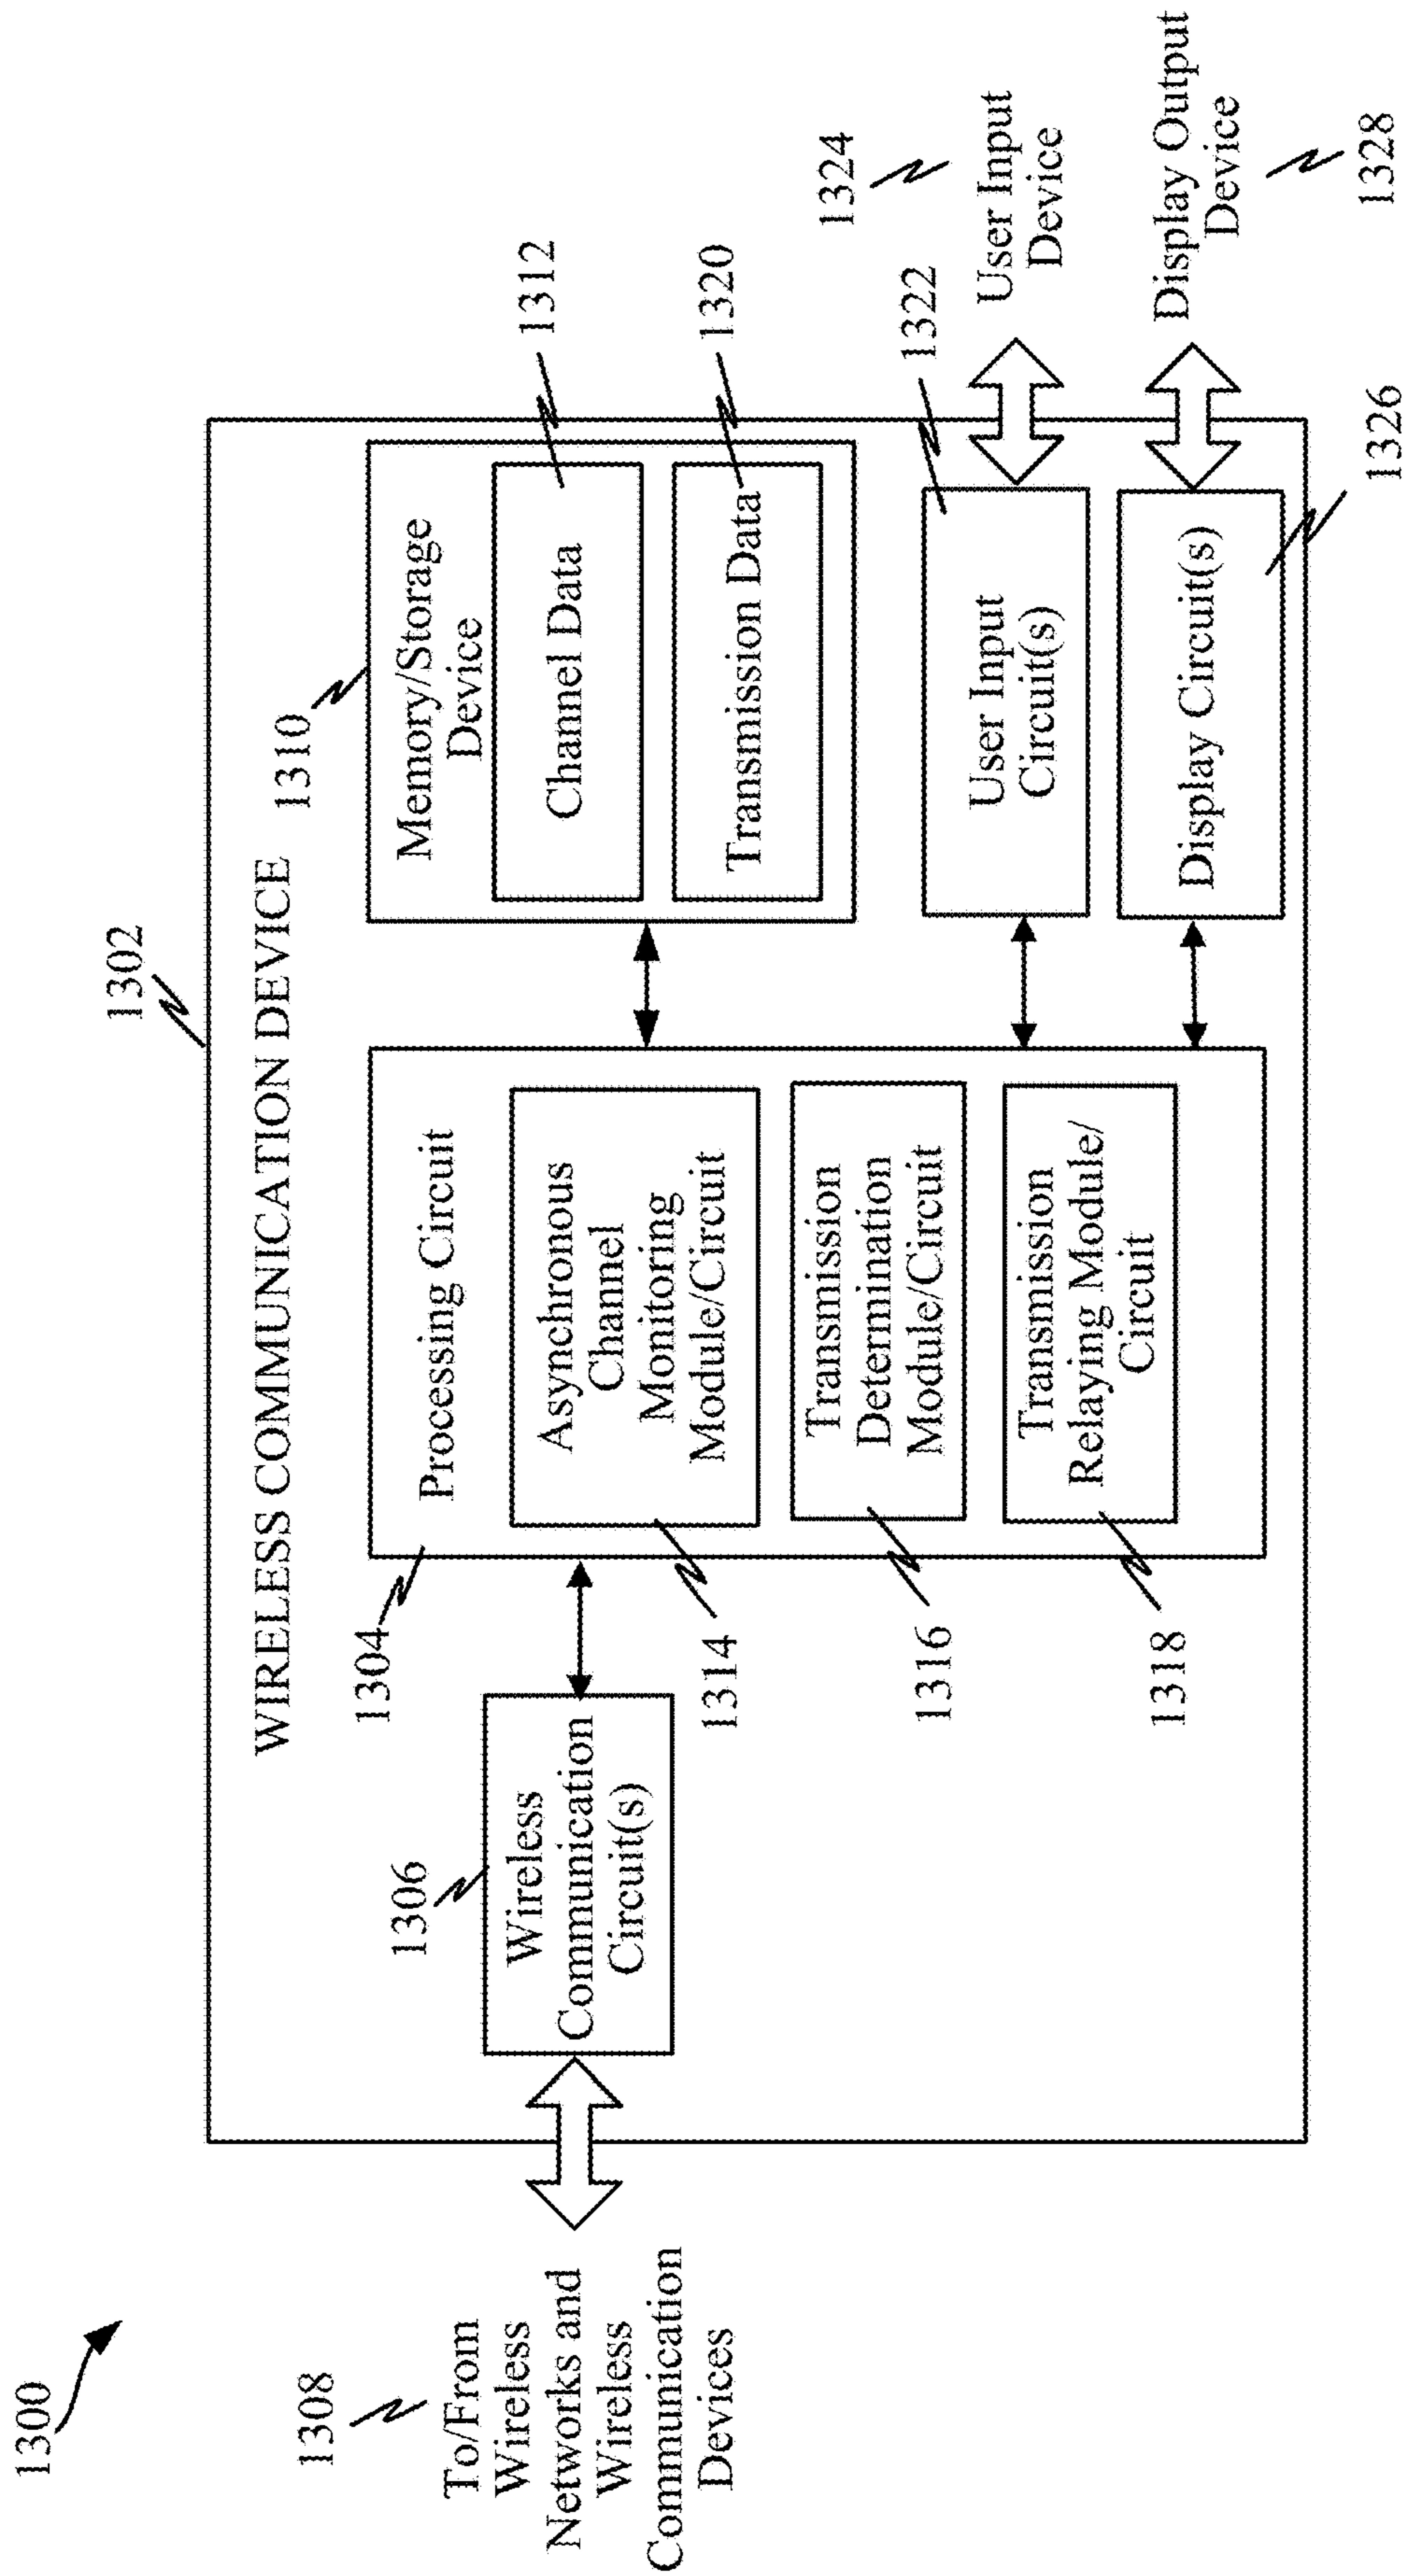 1300
1302
WIRELESS COMMUNICATION DEVICE
1308
To/From
Wireless
Networks and
Wireless
Communication
Devices
1306
Wireless
Communication
Circuit(s)
1304
Processing Circuit
Asynchronous
Channel
Monitoring
Module/Circuit
1314
Transmission
Determination
Module/Circuit
1316
Transmission
Relaying Module/
Circuit
1318
1310
Memory/Storage
Device
Channel Data
1312
Transmission Data
1320
User Input
Circuit(s)
1322
User Input
Device
1324
Display Circuit(s)
1326
Display Output
Device
1328